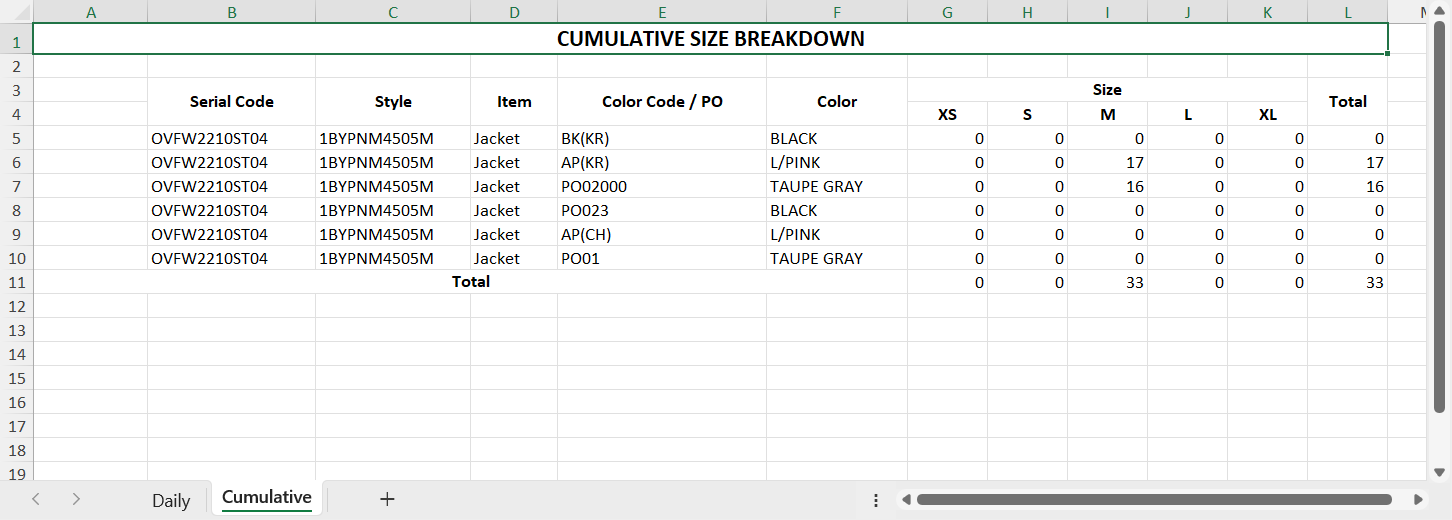 A B C D E F G H I J K L
1 CUMULATIVE SIZE BREAKDOWN
2
3 Serial Code Style Item Color Code / PO Color Size Total
4 XS S M L XL
5 OVFW2210ST04 1BYPNM4505M Jacket BK(KR) BLACK 0 0 0 0 0 0
6 OVFW2210ST04 1BYPNM4505M Jacket AP(KR) L/PINK 0 0 17 0 0 17
7 OVFW2210ST04 1BYPNM4505M Jacket PO02000 TAUPE GRAY 0 0 16 0 0 16
8 OVFW2210ST04 1BYPNM4505M Jacket PO023 BLACK 0 0 0 0 0 0
9 OVFW2210ST04 1BYPNM4505M Jacket AP(CH) L/PINK 0 0 0 0 0 0
10 OVFW2210ST04 1BYPNM4505M Jacket PO01 TAUPE GRAY 0 0 0 0 0 0
11 Total 0 0 33 0 0 33
12
13
14
15
16
17
18
19
Daily Cumulative